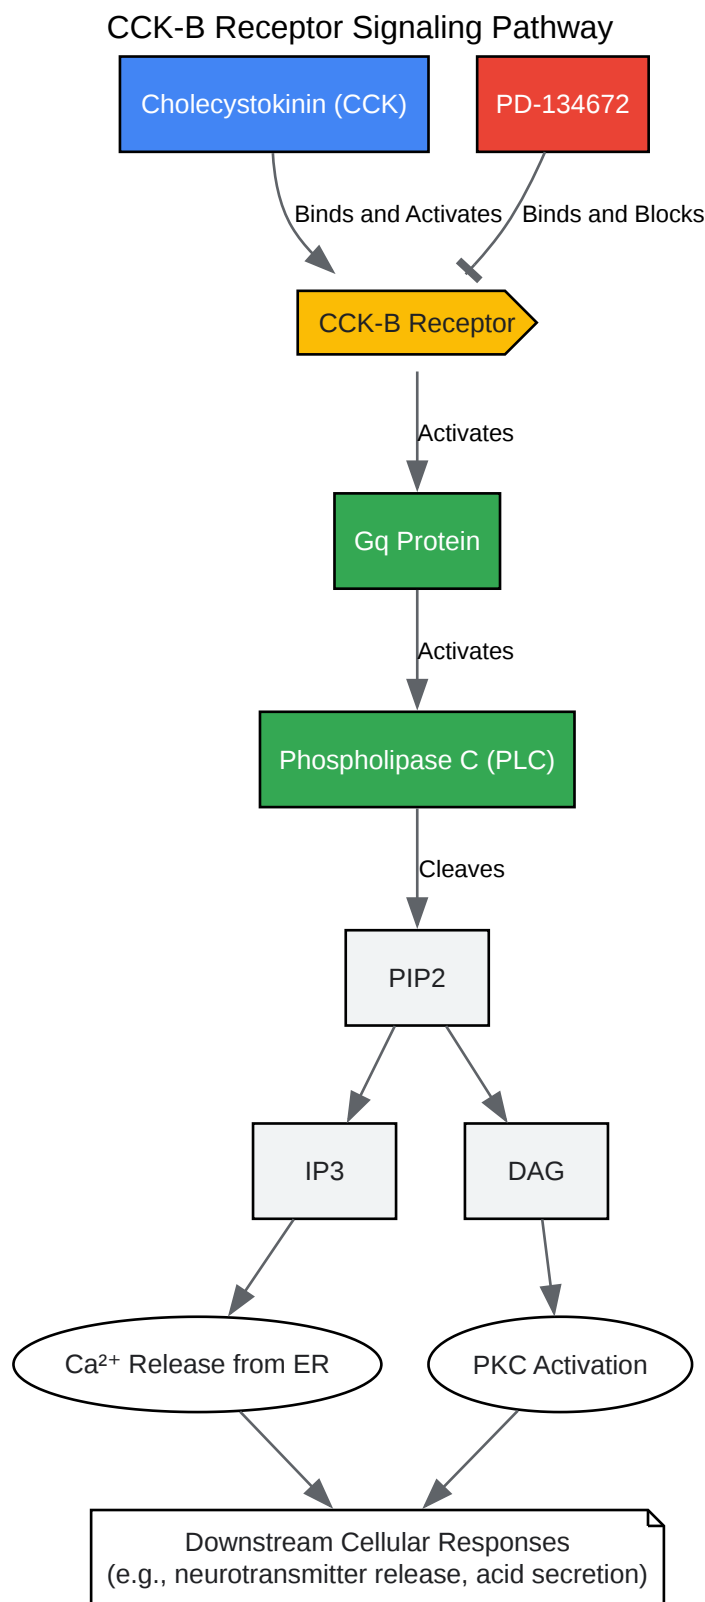 CCK-B Receptor Signaling Pathway
Cholecystokinin (CCK)
PD-134672
Binds and Activates
Binds and Blocks
CCK-B Receptor
Activates
Gq Protein
Activates
Phospholipase C (PLC)
Cleaves
PIP2
IP3
DAG
Ca²⁺ Release from ER
PKC Activation
Downstream Cellular Responses
(e.g., neurotransmitter release, acid secretion)